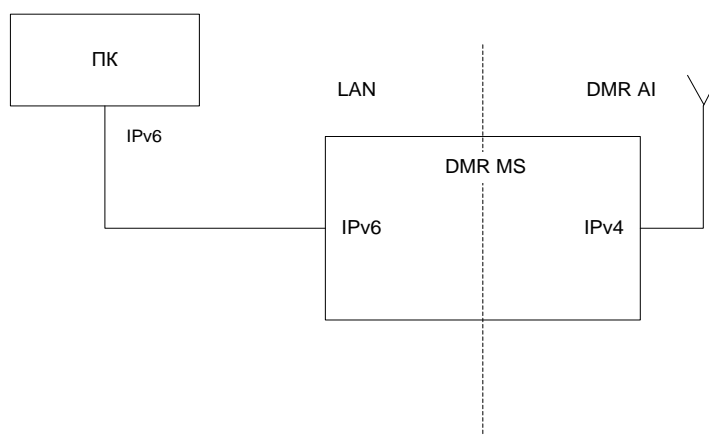 ПК
LAN
DMR AI
IPv6
DMR MS
IPv6
IPv4